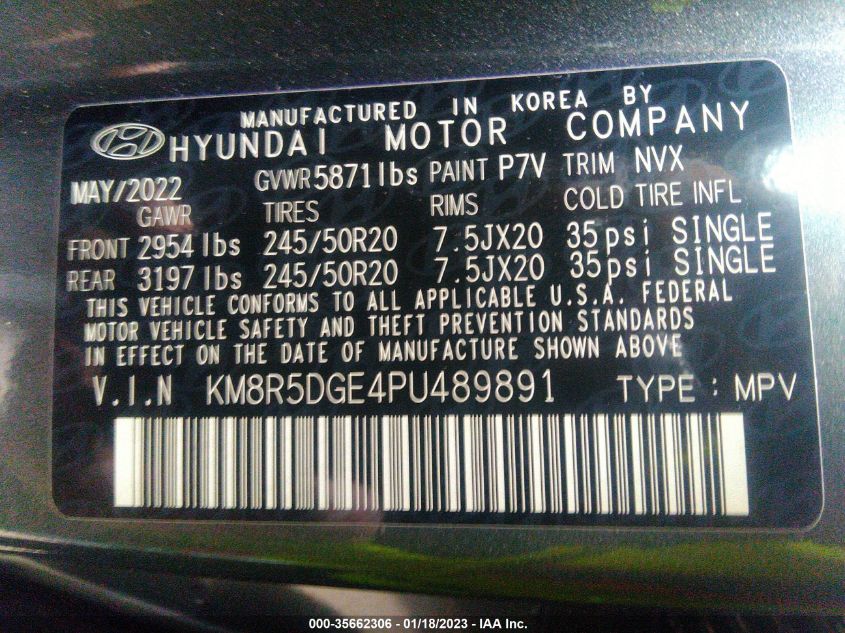 MANUFACTURED IN KOREA BY
HYUNDAI MOTOR COMPANY
MAY/2022 GVWR 5871 lbs PAINT P7V TRIM NVX
GAWR TIRES RIMS COLD TIRE INFL
FRONT 2954 lbs 245/50R20 7.5JX20 35psi SINGLE
REAR 3197 lbs 245/50R20 7.5JX20 35psi SINGLE
THIS VEHICLE CONFORMS TO ALL APPLICABLE U.S.A. FEDERAL
MOTOR VEHICLE SAFETY AND THEFT PREVENTION STANDARDS
IN EFFECT ON THE DATE OF MANUFACTURE SHOWN ABOVE
V.I.N KM8R5DGE4PU489891 TYPE : MPV
000-35662306 - 01/18/2023 - IAA Inc.